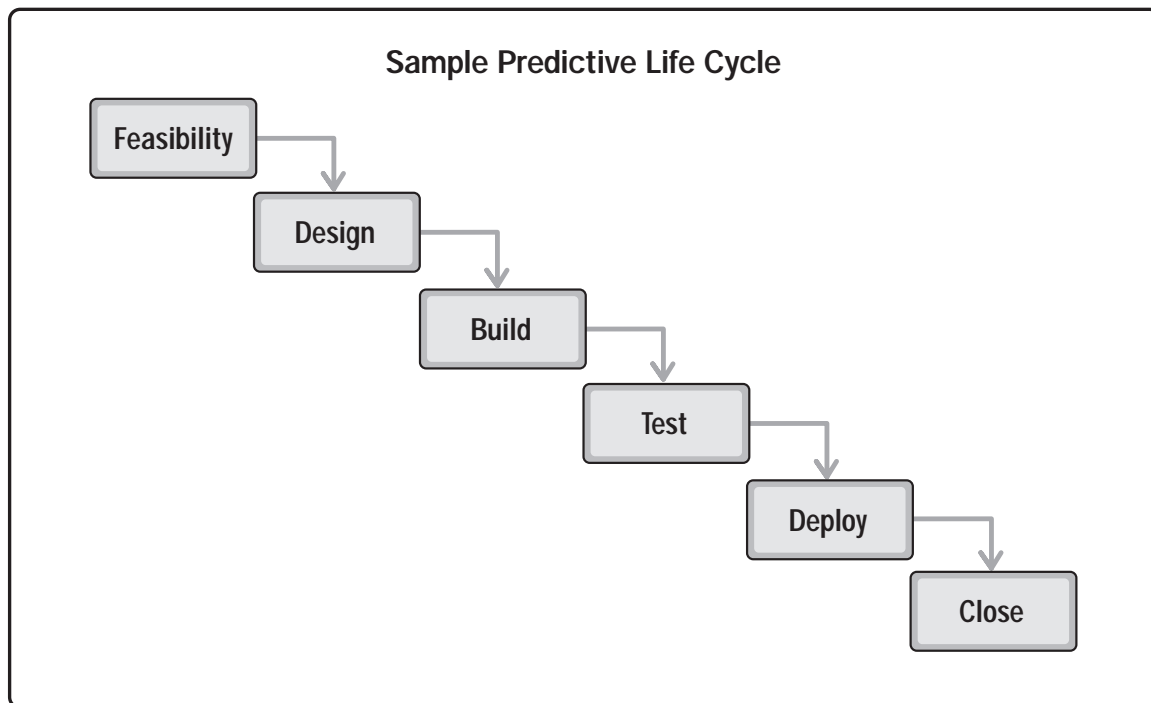 Sample Predictive Life Cycle
Feasibility
Design
Build
Test
Deploy
Close